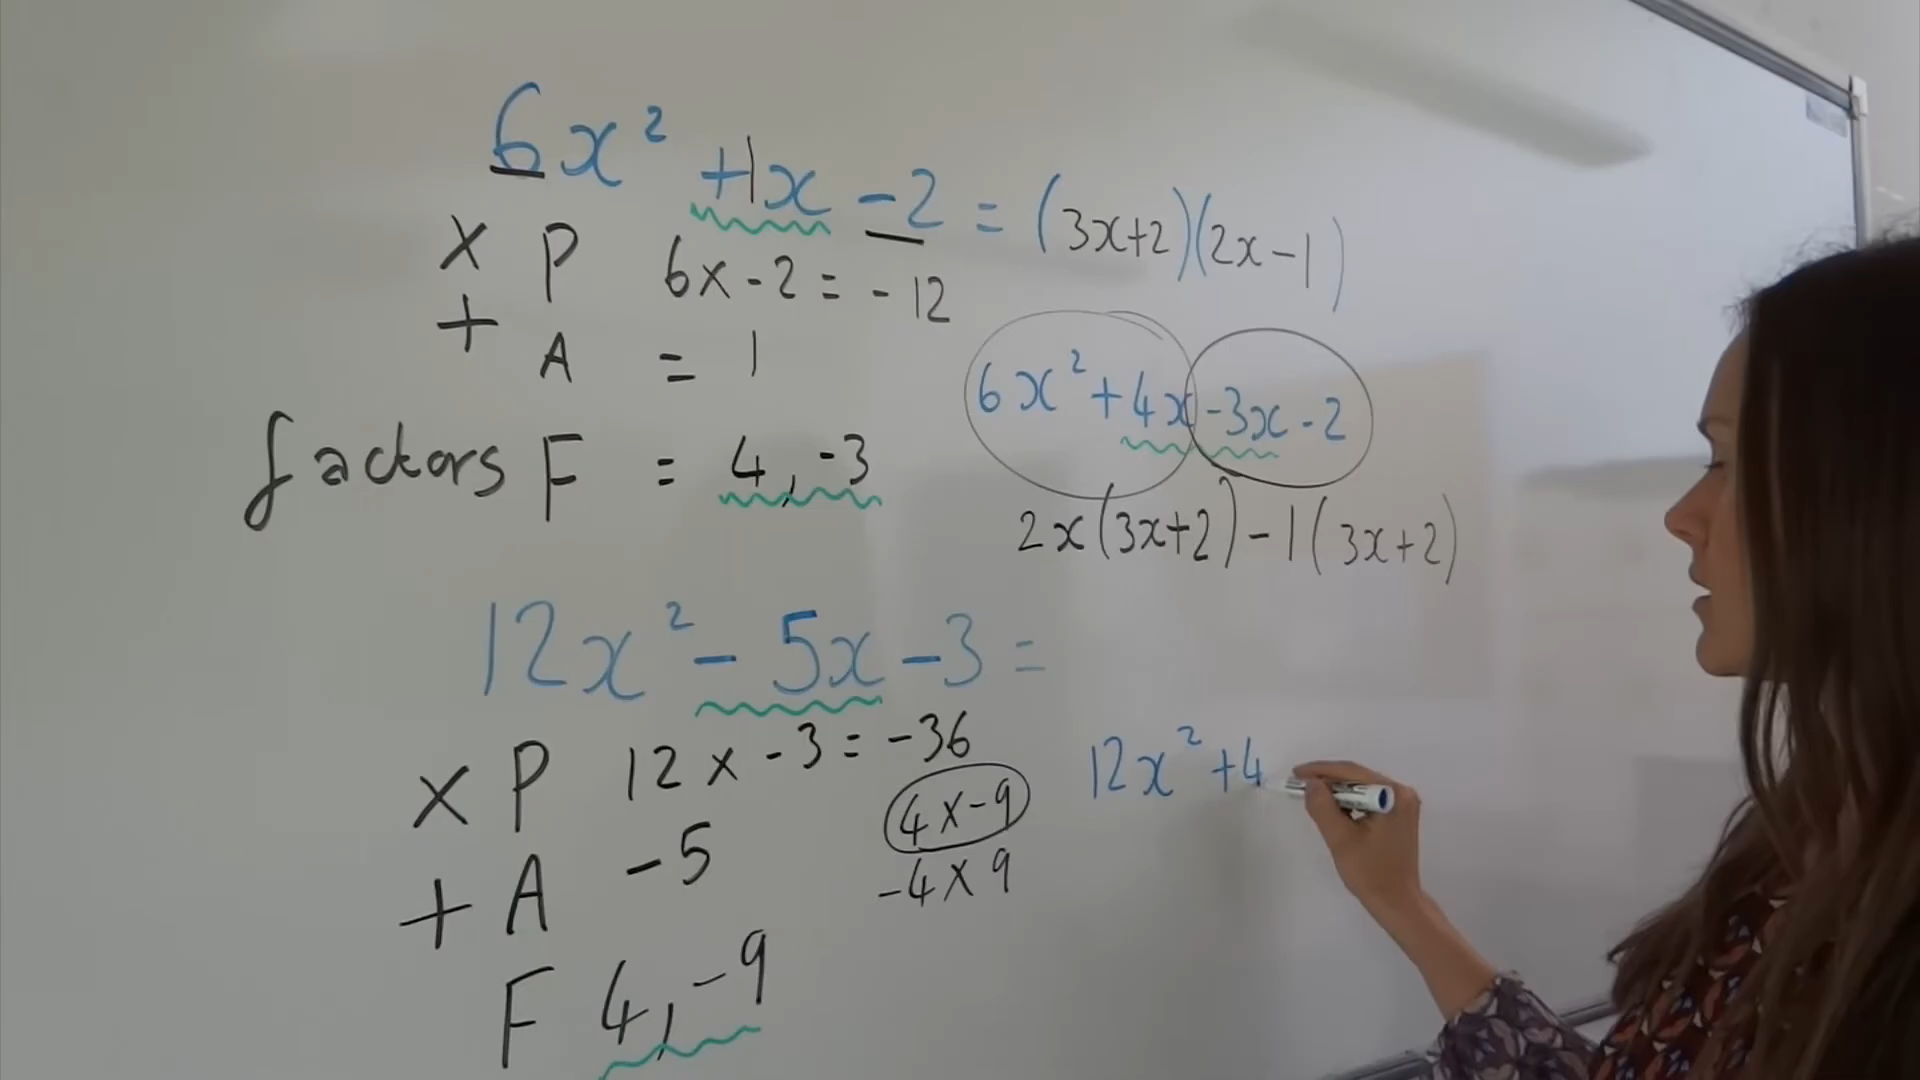 6x² +1x -2 = (3x+2)(2x-1)
x P 6x-2 = -12
+ A = 1
factors F = 4, -3
6x² + 4x -3x -2
2x(3x+2) -1(3x+2)
12x² - 5x - 3 =
x P 12 x -3 = -36
+ A -5
F 4, -9
4 x -9
-4 x 9
12x² +4